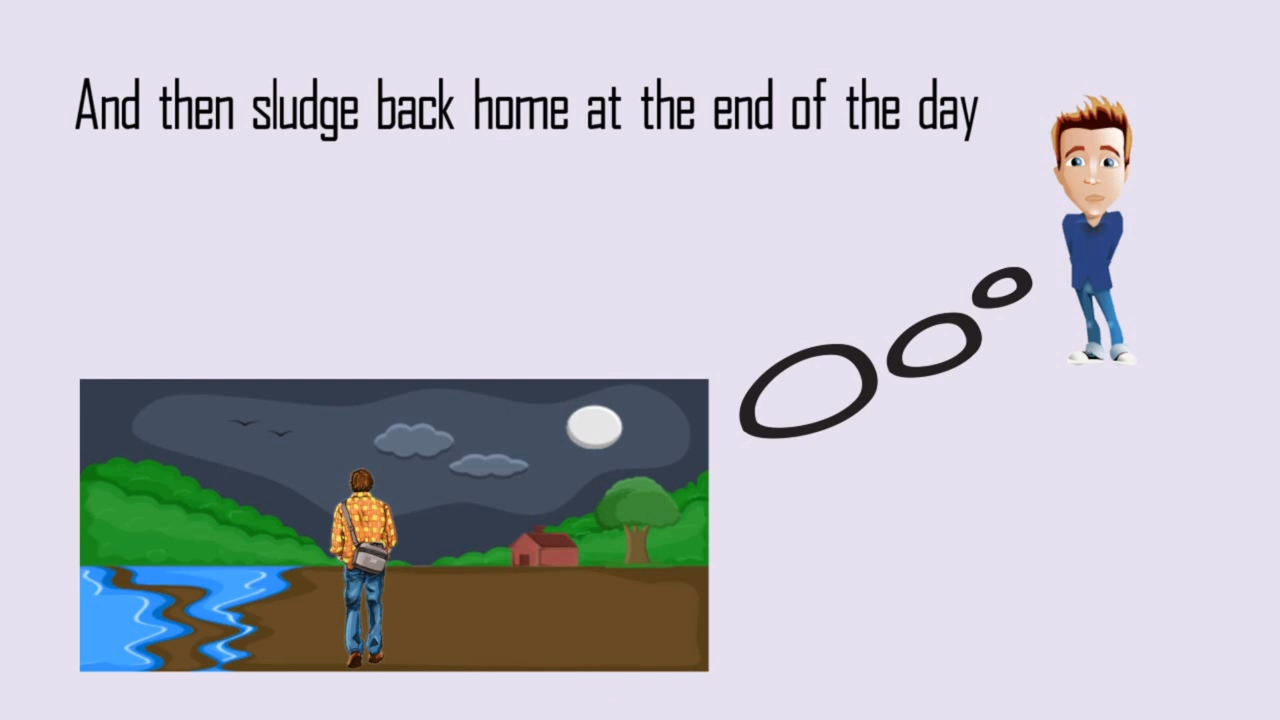 And then sludge back home at the end of the day